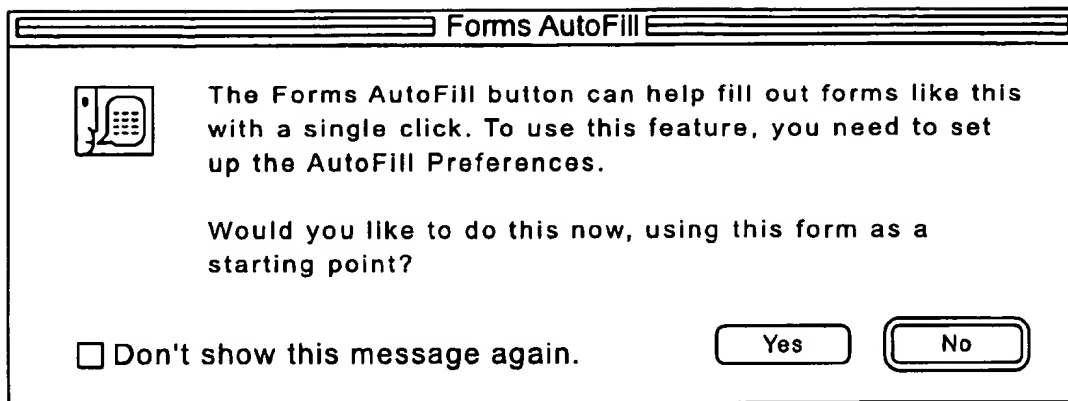 Forms AutoFill
The Forms AutoFill button can help fill out forms like this
with a single click. To use this feature, you need to set
up the AutoFill Preferences.
Would you like to do this now, using this form as a
starting point?
Don't show this message again.
Yes
No